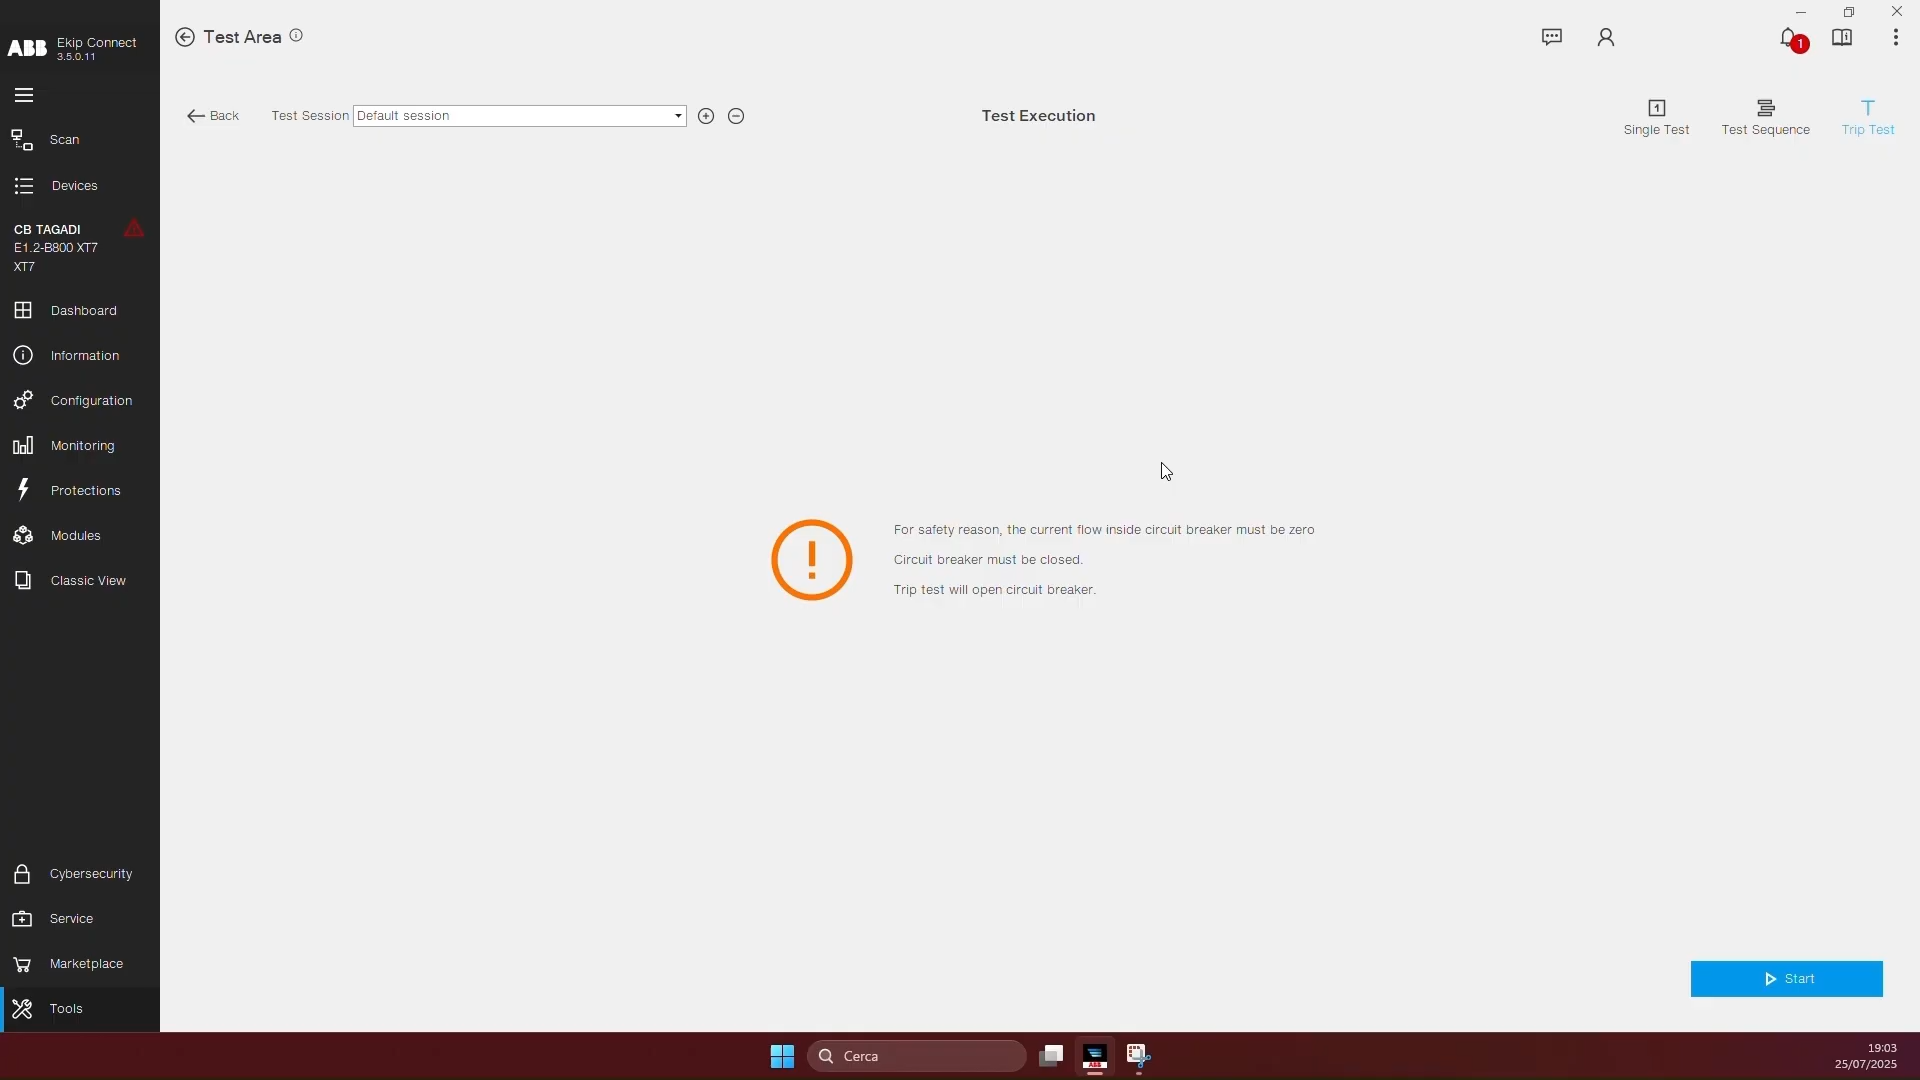 ABB
Ekip Connect
3.5.0.11
Test Area
1
Back
Test Session
Default session
Test Execution
1
Single Test
Test Sequence
Trip Test
Scan
Devices
CB TAGADI
E1.2-B800 XT7
XT7
Dashboard
Information
Configuration
Monitoring
Protections
Modules
Classic View
For safety reason, the current flow inside circuit breaker must be zero
Circuit breaker must be closed.
Trip test will open circuit breaker.
Cybersecurity
Service
Marketplace
Tools
Start
Cerca
ABB
19:03
25/07/2025